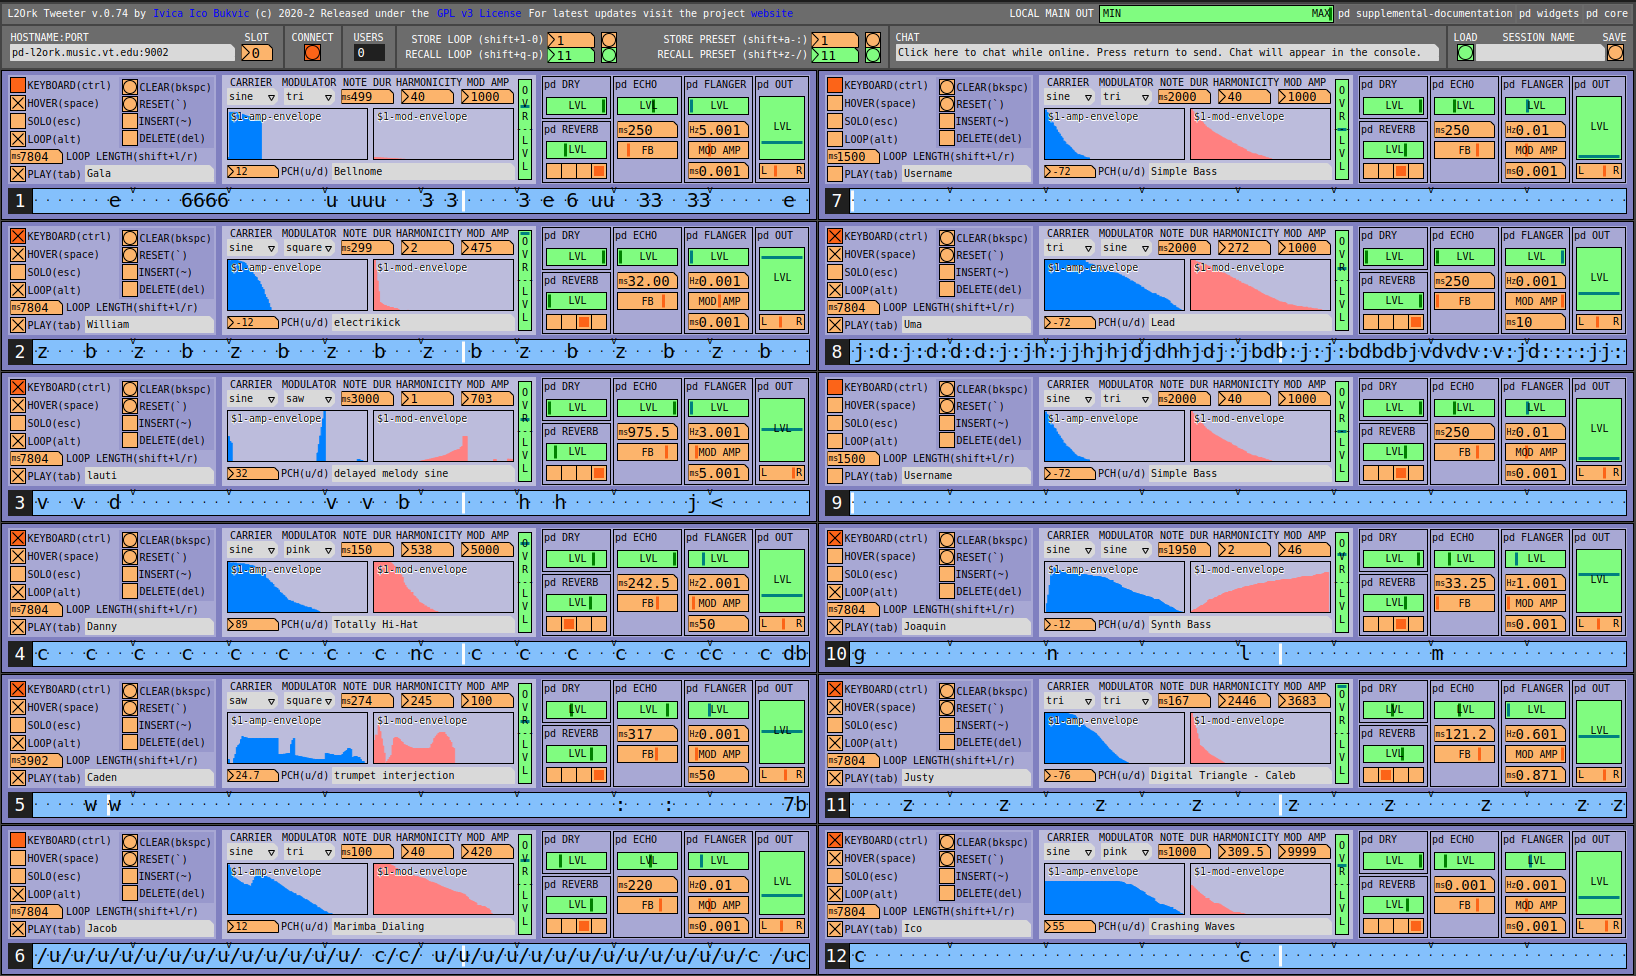 L2Ork Tweeter v.0.74 by Ivica Ico Bukvic (c) 2020-2 Released under the GPL v3 License For latest updates visit the project website LOCAL MAIN OUT MIN MAX pd supplemental-documentation pd widgets pd core
HOSTNAME:PORT SLOT CONNECT USERS STORE LOOP (shift+1-0) 1 STORE PRESET (shift+a-:) 1 CHAT LOAD SESSION NAME SAVE
pd-l2ork.music.vt.edu:9002 0 0 RECALL LOOP (shift+q-p) 11 RECALL PRESET (shift+z-/) 11 Click here to chat while online. Press return to send. Chat will appear in the console.
KEYBOARD(ctrl) CLEAR(bkspc) CARRIER MODULATOR NOTE DUR HARMONICITY MOD AMP pd DRY pd ECHO pd FLANGER pd OUT
HOVER(space) RESET(`) sine tri ms499 40 1000 OVR LVL LVL LVL LVL LVL
SOLO(esc) INSERT(~) $1-amp-envelope $1-mod-envelope pd REVERB ms250 Hz5.001
LOOP(alt) DELETE(del) LVL FB MOD AMP
ms7804 LOOP LENGTH(shift+l/r)
PLAY(tab) Gala 12 PCH(u/d) Bellnome ms0.001 L R
1 e 6666 u uuu 3 3 3 e 6 uu 33 33 e
KEYBOARD(ctrl) CLEAR(bkspc) CARRIER MODULATOR NOTE DUR HARMONICITY MOD AMP pd DRY pd ECHO pd FLANGER pd OUT
HOVER(space) RESET(`) sine square ms299 2 475 OVR LVL LVL LVL LVL LVL
SOLO(esc) INSERT(~) $1-amp-envelope $1-mod-envelope pd REVERB ms32.00 Hz0.001
LOOP(alt) DELETE(del) LVL FB MOD AMP
ms7804 LOOP LENGTH(shift+l/r)
PLAY(tab) William -12 PCH(u/d) electrikick ms0.001 L R
2 z b z b z b z b z b z b z b z b
KEYBOARD(ctrl) CLEAR(bkspc) CARRIER MODULATOR NOTE DUR HARMONICITY MOD AMP pd DRY pd ECHO pd FLANGER pd OUT
HOVER(space) RESET(`) sine saw ms3000 1 703 OVR LVL LVL LVL LVL LVL
SOLO(esc) INSERT(~) $1-amp-envelope $1-mod-envelope pd REVERB ms975.5 Hz3.001
LOOP(alt) DELETE(del) LVL FB MOD AMP
ms7804 LOOP LENGTH(shift+l/r)
PLAY(tab) lauti 32 PCH(u/d) delayed melody sine ms5.001 L R
3 v v d v v b h h j <
KEYBOARD(ctrl) CLEAR(bkspc) CARRIER MODULATOR NOTE DUR HARMONICITY MOD AMP pd DRY pd ECHO pd FLANGER pd OUT
HOVER(space) RESET(`) sine pink ms150 538 5000 OVR LVL LVL LVL LVL LVL
SOLO(esc) INSERT(~) $1-amp-envelope $1-mod-envelope pd REVERB ms242.5 Hz2.001
LOOP(alt) DELETE(del) LVL FB MOD AMP
ms7804 LOOP LENGTH(shift+l/r)
PLAY(tab) Danny 89 PCH(u/d) Totally Hi-Hat ms50 L R
4 c c c c c c c c nc c c c c c cc c db
KEYBOARD(ctrl) CLEAR(bkspc) CARRIER MODULATOR NOTE DUR HARMONICITY MOD AMP pd DRY pd ECHO pd FLANGER pd OUT
HOVER(space) RESET(`) saw square ms274 245 100 OVR LVL LVL LVL LVL LVL
SOLO(esc) INSERT(~) $1-amp-envelope $1-mod-envelope pd REVERB ms317 Hz0.001
LOOP(alt) DELETE(del) LVL FB MOD AMP
ms3902 LOOP LENGTH(shift+l/r)
PLAY(tab) Caden 24.7 PCH(u/d) trumpet interjection ms50 L R
5 w w : : 7b
KEYBOARD(ctrl) CLEAR(bkspc) CARRIER MODULATOR NOTE DUR HARMONICITY MOD AMP pd DRY pd ECHO pd FLANGER pd OUT
HOVER(space) RESET(`) sine tri ms100 40 420 OVR LVL LVL LVL LVL LVL
SOLO(esc) INSERT(~) $1-amp-envelope $1-mod-envelope pd REVERB ms220 Hz0.01
LOOP(alt) DELETE(del) LVL FB MOD AMP
ms7804 LOOP LENGTH(shift+l/r)
PLAY(tab) Jacob 12 PCH(u/d) Marimba_Dialing ms0.001 L R
6 /u/u/u/u/u/u/u/u/u/u/u/u/u/ c/c/ u/u/u/u/u/u/u/u/u/u/u/u/u/c /uc
KEYBOARD(ctrl) CLEAR(bkspc) CARRIER MODULATOR NOTE DUR HARMONICITY MOD AMP pd DRY pd ECHO pd FLANGER pd OUT
HOVER(space) RESET(`) sine tri ms2000 40 1000 OVR LVL LVL LVL LVL LVL
SOLO(esc) INSERT(~) $1-amp-envelope $1-mod-envelope pd REVERB ms250 Hz0.01
LOOP(alt) DELETE(del) LVL FB MOD AMP
ms1500 LOOP LENGTH(shift+l/r)
PLAY(tab) Username -72 PCH(u/d) Simple Bass ms0.001 L R
7
KEYBOARD(ctrl) CLEAR(bkspc) CARRIER MODULATOR NOTE DUR HARMONICITY MOD AMP pd DRY pd ECHO pd FLANGER pd OUT
HOVER(space) RESET(`) tri sine ms2000 272 1000 OVR LVL LVL LVL LVL LVL
SOLO(esc) INSERT(~) $1-amp-envelope $1-mod-envelope pd REVERB ms250 Hz0.001
LOOP(alt) DELETE(del) LVL FB MOD AMP
ms7804 LOOP LENGTH(shift+l/r)
PLAY(tab) Uma -72 PCH(u/d) Lead ms10 L R
8 j:d:j:d:d:d:j:jh:jjhjhjdjdhhjdj:jbdb:j:j:bdbdbjvdvdv:v:jd::::jj:
KEYBOARD(ctrl) CLEAR(bkspc) CARRIER MODULATOR NOTE DUR HARMONICITY MOD AMP pd DRY pd ECHO pd FLANGER pd OUT
HOVER(space) RESET(`) sine tri ms2000 40 1000 OVR LVL LVL LVL LVL LVL
SOLO(esc) INSERT(~) $1-amp-envelope $1-mod-envelope pd REVERB ms250 Hz0.01
LOOP(alt) DELETE(del) LVL FB MOD AMP
ms1500 LOOP LENGTH(shift+l/r)
PLAY(tab) Username -72 PCH(u/d) Simple Bass ms0.001 L R
9
KEYBOARD(ctrl) CLEAR(bkspc) CARRIER MODULATOR NOTE DUR HARMONICITY MOD AMP pd DRY pd ECHO pd FLANGER pd OUT
HOVER(space) RESET(`) sine sine ms1950 2 46 OVR LVL LVL LVL LVL LVL
SOLO(esc) INSERT(~) $1-amp-envelope $1-mod-envelope pd REVERB ms33.25 Hz1.001
LOOP(alt) DELETE(del) LVL FB MOD AMP
ms7804 LOOP LENGTH(shift+l/r)
PLAY(tab) Joaquin -12 PCH(u/d) Synth Bass ms0.001 L R
10 g n l m
KEYBOARD(ctrl) CLEAR(bkspc) CARRIER MODULATOR NOTE DUR HARMONICITY MOD AMP pd DRY pd ECHO pd FLANGER pd OUT
HOVER(space) RESET(`) tri tri ms167 2446 3683 OVR LVL LVL LVL LVL LVL
SOLO(esc) INSERT(~) $1-amp-envelope $1-mod-envelope pd REVERB ms121.2 Hz0.601
LOOP(alt) DELETE(del) LVL FB MOD AMP
ms7804 LOOP LENGTH(shift+l/r)
PLAY(tab) Justy -76 PCH(u/d) Digital Triangle - Caleb ms0.871 L R
11 z z z z z z z z z
KEYBOARD(ctrl) CLEAR(bkspc) CARRIER MODULATOR NOTE DUR HARMONICITY MOD AMP pd DRY pd ECHO pd FLANGER pd OUT
HOVER(space) RESET(`) sine pink ms1000 309.5 9999 OVR LVL LVL LVL LVL LVL
SOLO(esc) INSERT(~) $1-amp-envelope $1-mod-envelope pd REVERB ms0.001 Hz0.001
LOOP(alt) DELETE(del) LVL FB MOD AMP
ms7804 LOOP LENGTH(shift+l/r)
PLAY(tab) Ico 55 PCH(u/d) Crashing Waves ms0.001 L R
12 c c